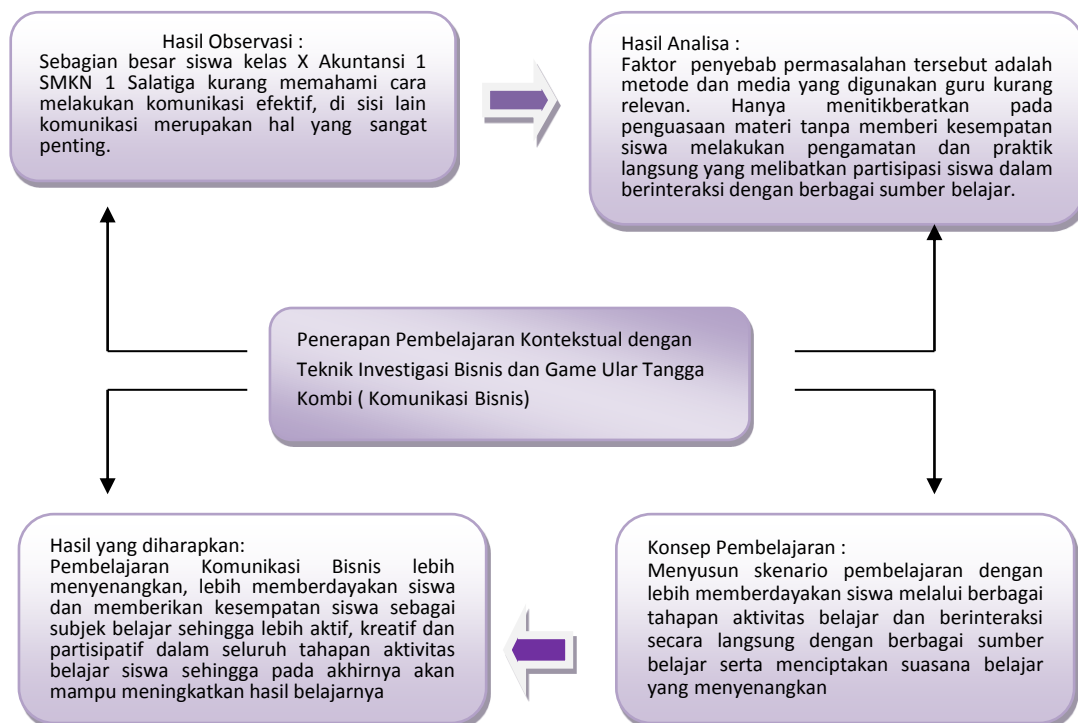 Hasil Observasi :
Sebagian besar siswa kelas X Akuntansi 1
SMKN 1 Salatiga kurang memahami cara
melakukan komunikasi efektif, di sisi lain
komunikasi merupakan hal yang sangat
penting.
Hasil Analisa :
Faktor penyebab permasalahan tersebut adalah
metode dan media yang digunakan guru kurang
relevan. Hanya menitikberatkan pada
penguasaan materi tanpa memberi kesempatan
siswa melakukan pengamatan dan praktik
langsung yang melibatkan partisipasi siswa dalam
berinteraksi dengan berbagai sumber belajar.
Penerapan Pembelajaran Kontekstual dengan
Teknik Investigasi Bisnis dan Game Ular Tangga
Kombi ( Komunikasi Bisnis)
Hasil yang diharapkan:
Pembelajaran Komunikasi Bisnis lebih
menyenangkan, lebih memberdayakan siswa
dan memberikan kesempatan siswa sebagai
subjek belajar sehingga lebih aktif, kreatif dan
partisipatif dalam seluruh tahapan aktivitas
belajar siswa sehingga pada akhirnya akan
mampu meningkatkan hasil belajarnya
Konsep Pembelajaran :
Menyusun skenario pembelajaran dengan
lebih memberdayakan siswa melalui berbagai
tahapan aktivitas belajar dan berinteraksi
secara langsung dengan berbagai sumber
belajar serta menciptakan suasana belajar
yang menyenangkan